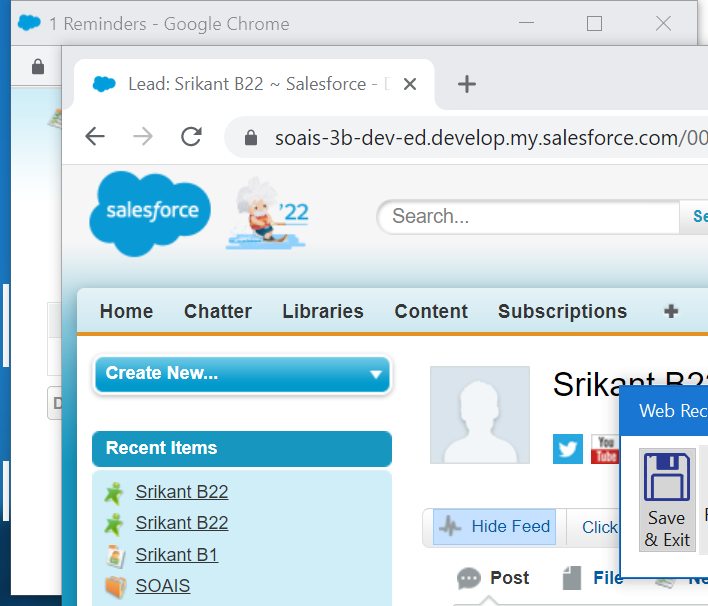 1 Reminders - Google Chrome
Lead: Srikant B22 ~ Salesforce -
soais-3b-dev-ed.develop.my.salesforce.com/00
salesforce
'22
Search...
Se
Home Chatter Libraries Content Subscriptions
Create New...
Srikant B22
Web Rec
Recent Items
You
Tube
Srikant B22
Srikant B22
Srikant B1
SOAIS
Hide Feed
Click
Save
& Exit
Post
File